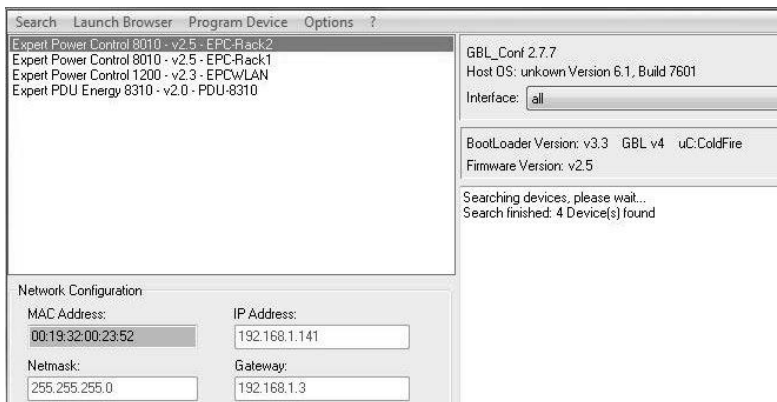 Search Launch Browser Program Device Options ?
Expert Power Control 8010 - v2.5 - EPC-Rack2
Expert Power Control 8010 - v2.5 - EPC-Rack1
Expert Power Control 1200 - v2.3 - EPCWLAN
Expert PDU Energy 8310 - v2.0 - PDU-8310
GBL_Conf 2.7.7
Host OS: unkown Version 6.1, Build 7601
Interface: all
BootLoader Version: v3.3 GBL v4 uC:ColdFire
Firmware Version: v2.5
Searching devices, please wait...
Search finished: 4 Device(s) found
Network Configuration
MAC Address: IP Address:
00:19:32:00:23:52 192.168.1.141
Netmask: Gateway:
255.255.255.0 192.168.1.3